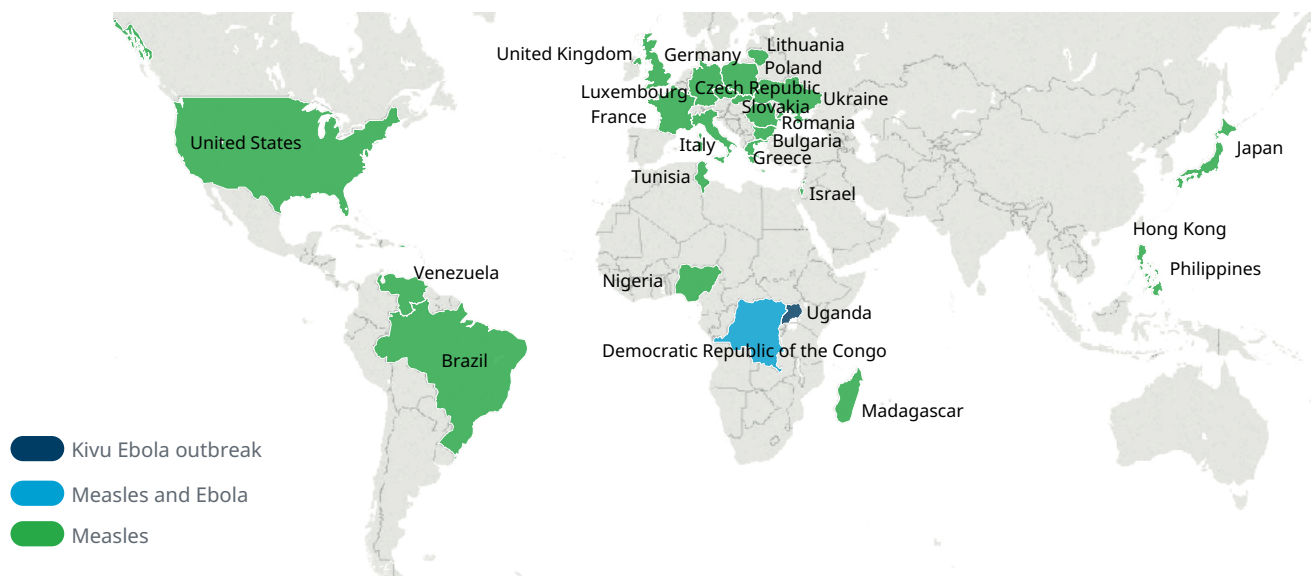 United Kingdom
Germany
Lithuania
Poland
Luxembourg
Czech Republic
Ukraine
France
Slovakia
Romania
Italy
Bulgaria
Greece
Tunisia
Israel
United States
Japan
Hong Kong
Philippines
Venezuela
Nigeria
Uganda
Democratic Republic of the Congo
Brazil
Madagascar
Kivu Ebola outbreak
Measles and Ebola
Measles